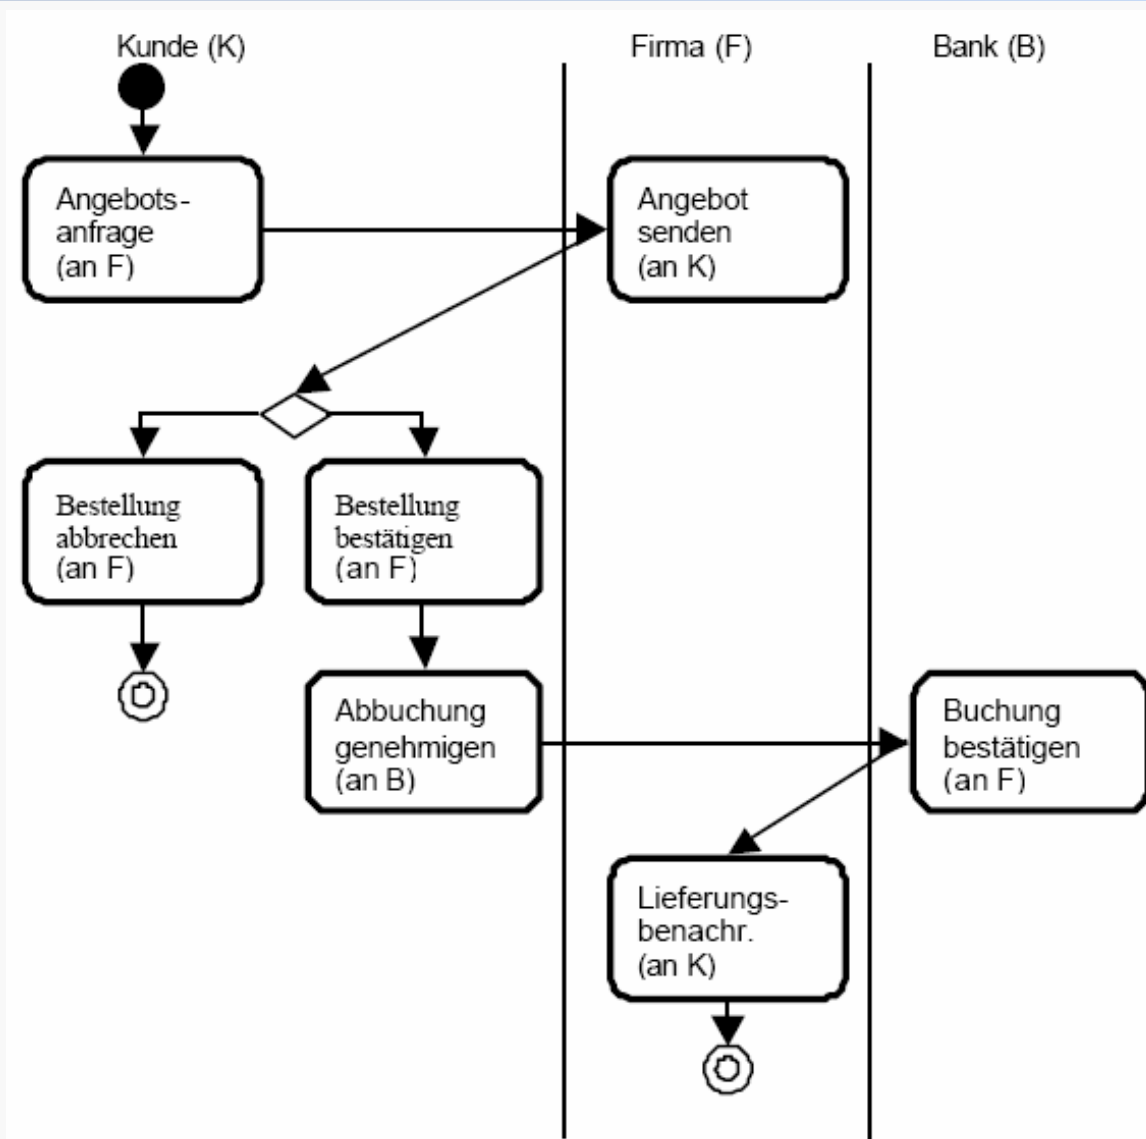 Kunde (K)
Firma (F)
Bank (B)
Angebots-
anfrage
(an F)
Angebot
senden
(an K)
Bestellung
abbrechen
(an F)
Bestellung
bestätigen
(an F)
Abbuchung
genehmigen
(an B)
Buchung
bestätigen
(an F)
Lieferungs-
benachr.
(an K)